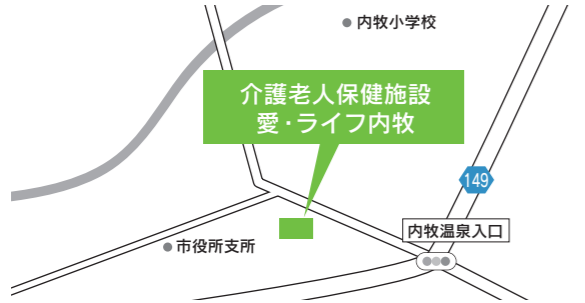 内牧小学校
介護老人保健施設
愛・ライフ内牧
149
内牧温泉入口
市役所支所